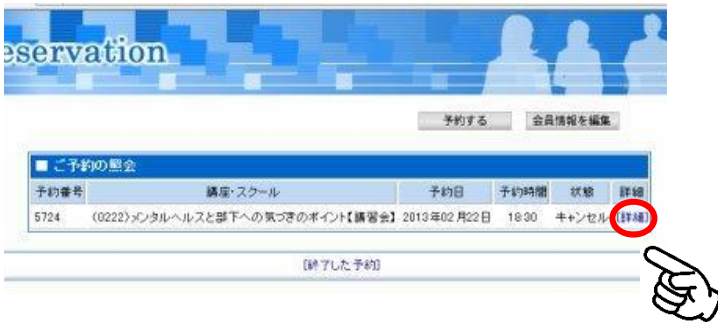 eservation
予約する 会員情報を編集
■ ご予約の照会
予約番号 講座・スクール 予約日 予約時間 状態 詳細
5724 (0222)メンタルヘルスと部下への気づきのポイント【講習会】 2013年02月22日 18:30 キャンセル [詳細]
[終了した予約]